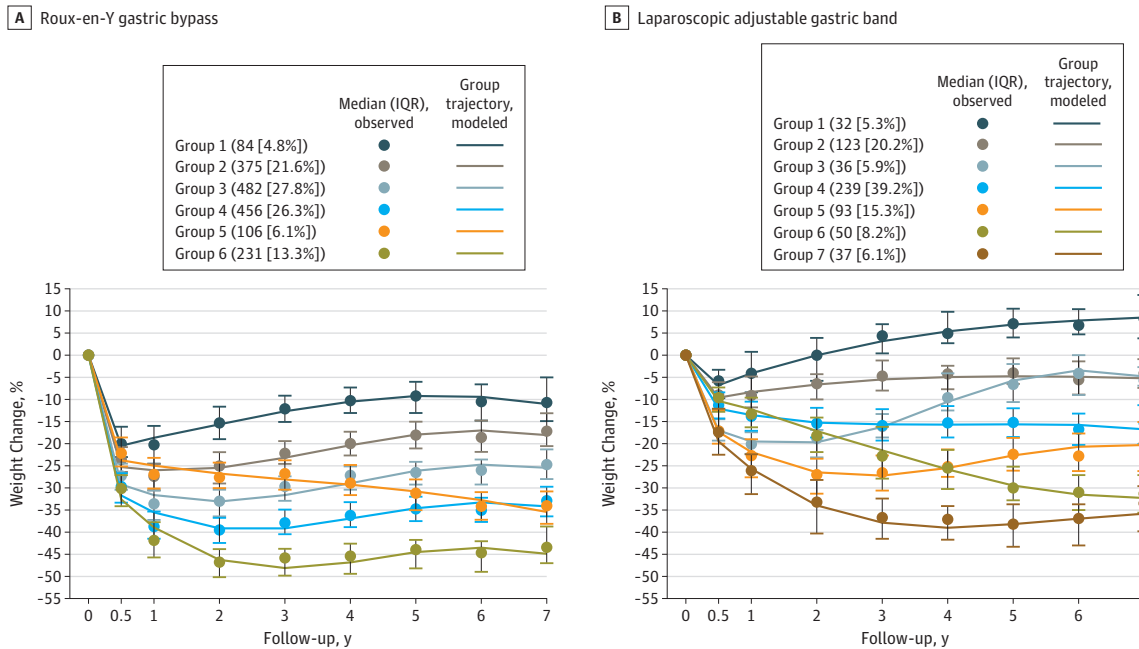 A Roux-en-Y gastric bypass
Median (IQR), observed
Group trajectory, modeled
Group 1 (84 [4.8%])
Group 2 (375 [21.6%])
Group 3 (482 [27.8%])
Group 4 (456 [26.3%])
Group 5 (106 [6.1%])
Group 6 (231 [13.3%])
15
10
5
0
-5
-10
-15
-20
-25
-30
-35
-40
-45
-50
-55
Weight Change, %
0 0.5 1 2 3 4 5 6 7
Follow-up, y
B Laparoscopic adjustable gastric band
Median (IQR), observed
Group trajectory, modeled
Group 1 (32 [5.3%])
Group 2 (123 [20.2%])
Group 3 (36 [5.9%])
Group 4 (239 [39.2%])
Group 5 (93 [15.3%])
Group 6 (50 [8.2%])
Group 7 (37 [6.1%])
15
10
5
0
-5
-10
-15
-20
-25
-30
-35
-40
-45
-50
-55
Weight Change, %
0 0.5 1 2 3 4 5 6
Follow-up, y